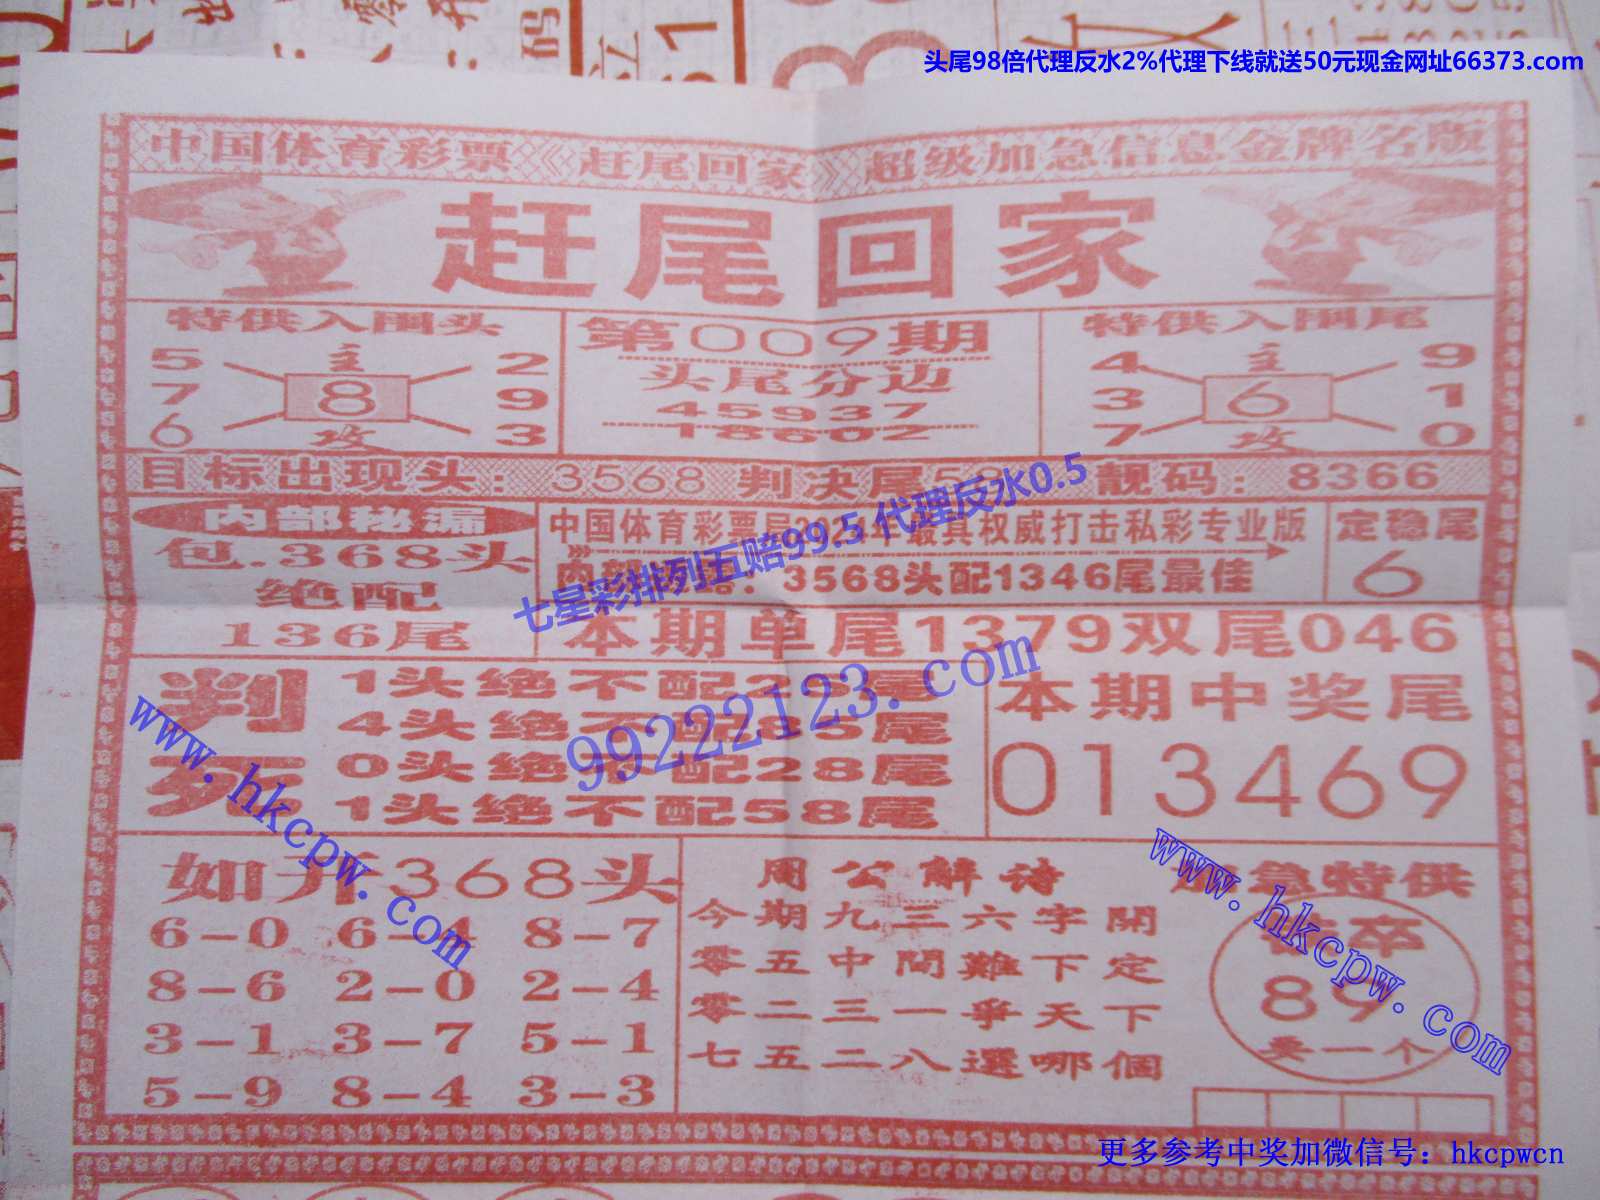 头尾98倍代理反水2%代理下线就送50元现金网址66373.com
中国体育彩票《赶尾回家》超级加急信息金牌名版
赶尾回家
特供入围头
5 主 2
7 8 9
6 攻 3
第009期
头尾分边
45937
18602
特供入围尾
4 主 9
3 6 1
7 攻 0
目标出现头：3568 判决尾 靓码：8366
内部秘漏
包.368头
绝配
136尾
中国体育彩票局 年最具权威打击私彩专业版
3568头配1346尾最佳
定稳尾
6
七星彩排列五赔99.5 代理反水0.5
本期单尾1379双尾046
99222123.com
判死
1头绝不配 尾
4头绝不配85尾
0头绝不配28尾
1头绝不配58尾
本期中奖尾
013469
www.hkcpw.com
如开368头
6-0 6-4 8-7
8-6 2-0 2-4
3-1 3-7 5-1
5-9 8-4 3-3
周公解诗
今期九三六字開
零五中間難下定
零二三一爭天下
七五二八選哪個
急特供
卒
89
卖一个
www.hkcpw.com
更多参考中奖加微信号：hkcpwcn